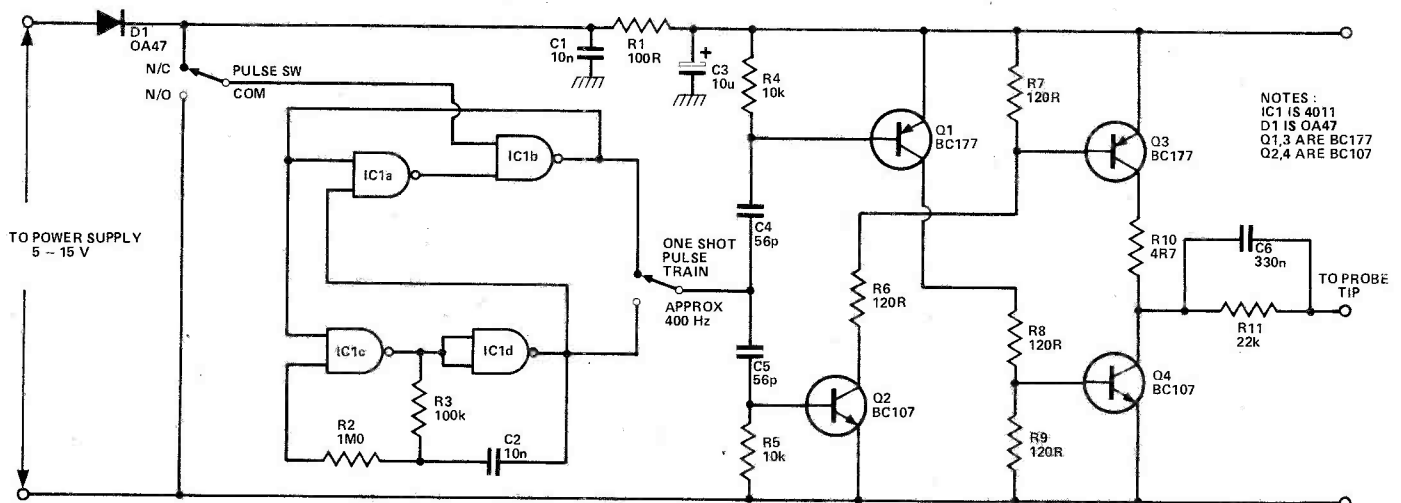 D1
OA47
N/C
N/O
PULSE SW
COM
C1
10n
R1
100R
+
C3
10u
R4
10k
Q1
BC177
R7
120R
Q3
BC177
NOTES :
IC1 IS 4011
D1 IS OA47
Q1,3 ARE BC177
Q2,4 ARE BC107
IC1a
IC1b
TO POWER SUPPLY
5 – 15 V
C4
56p
ONE SHOT
PULSE
TRAIN
APPROX
400 Hz
R6
120R
R10
4R7
C6
330n
TO PROBE
TIP
R11
22k
IC1c
IC1d
R3
100k
R2
1M0
C2
10n
C5
56p
Q2
BC107
R8
120R
Q4
BC107
R5
10k
R9
120R